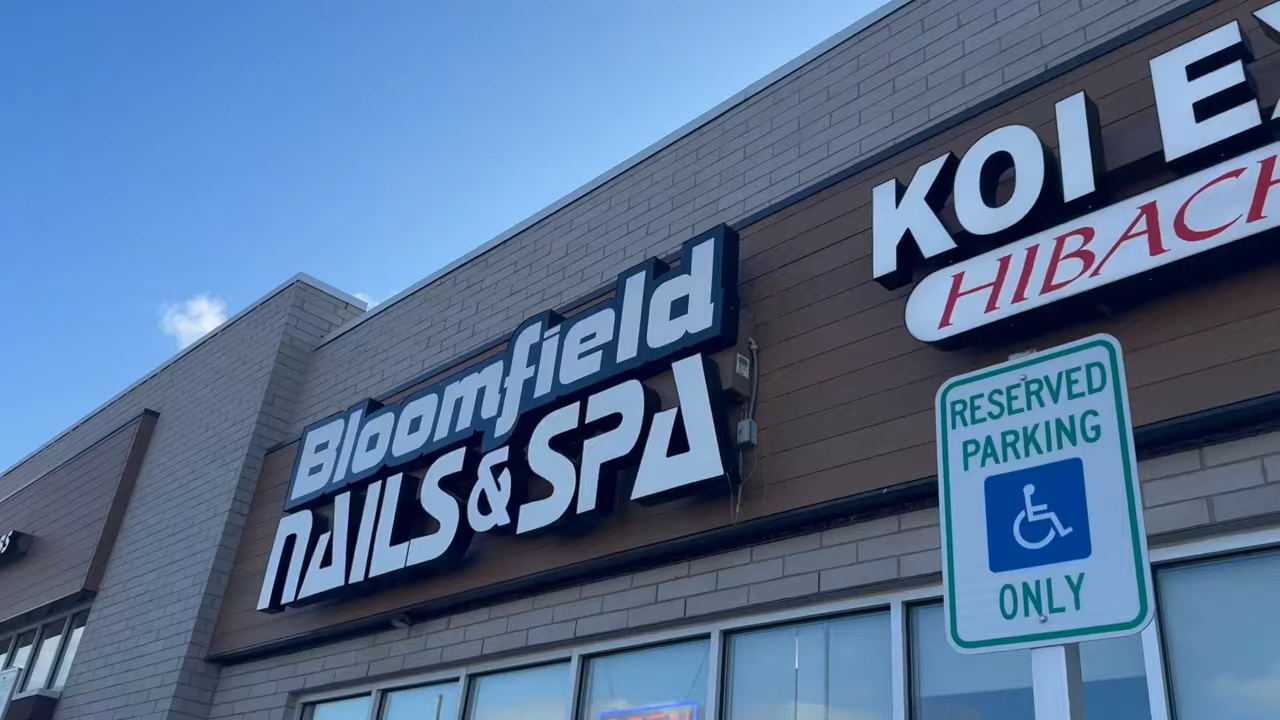 Bloomfield
NAILS & SPA
KOI
HIBACH
RESERVED
PARKING
ONLY